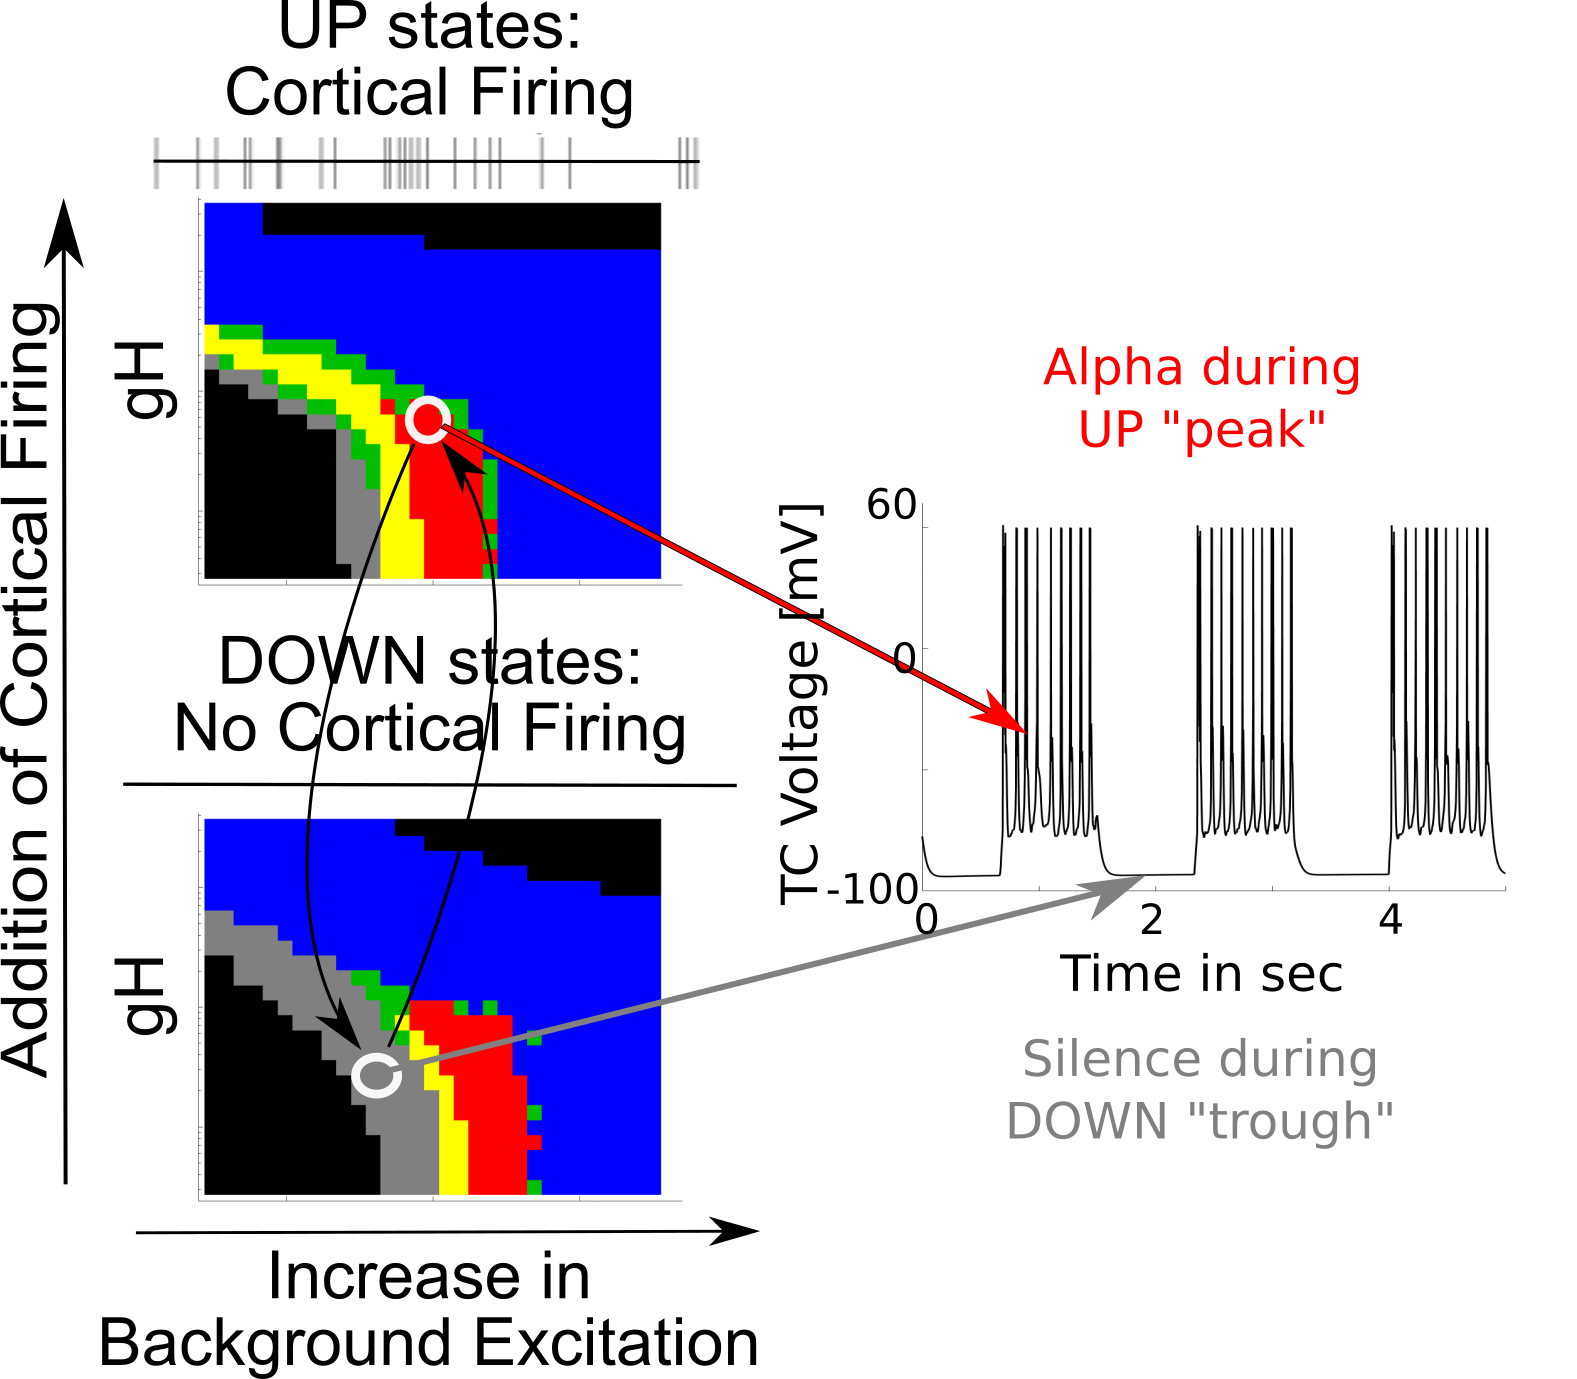 UP states:
Cortical Firing
Addition of Cortical Firing
gH
DOWN states:
No Cortical Firing
gH
Increase in
Background Excitation
Alpha during
UP "peak"
TC Voltage [mV]
60
0
-100
0
2
4
Time in sec
Silence during
DOWN "trough"